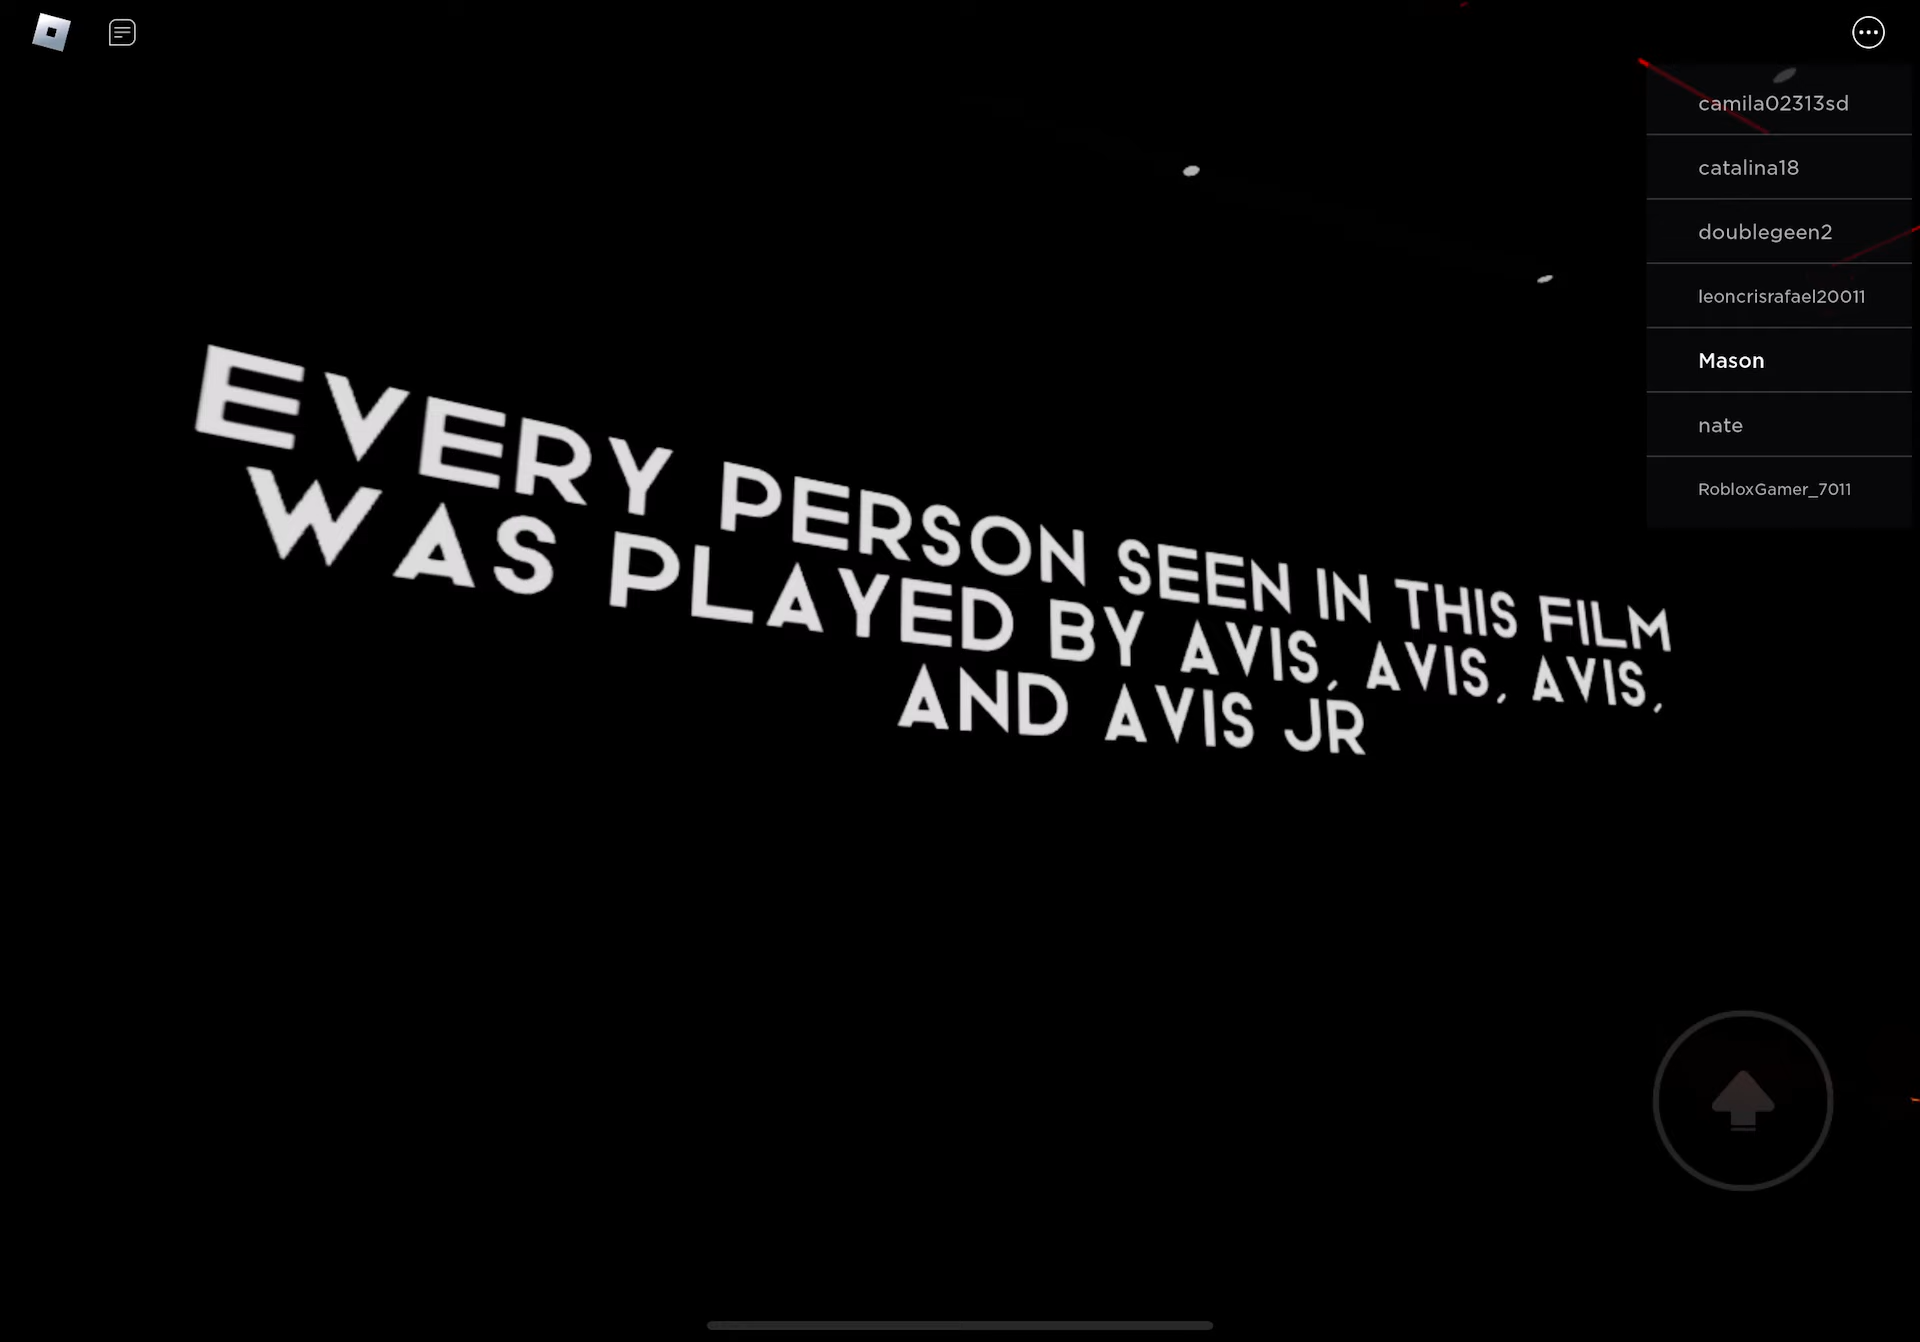 camila02313sd
catalina18
doublegeen2
leoncrisrafael20011
Mason
nate
RobloxGamer_7011
EVERY PERSON SEEN IN THIS FILM
WAS PLAYED BY AVIS, AVIS, AVIS,
AND AVIS JR